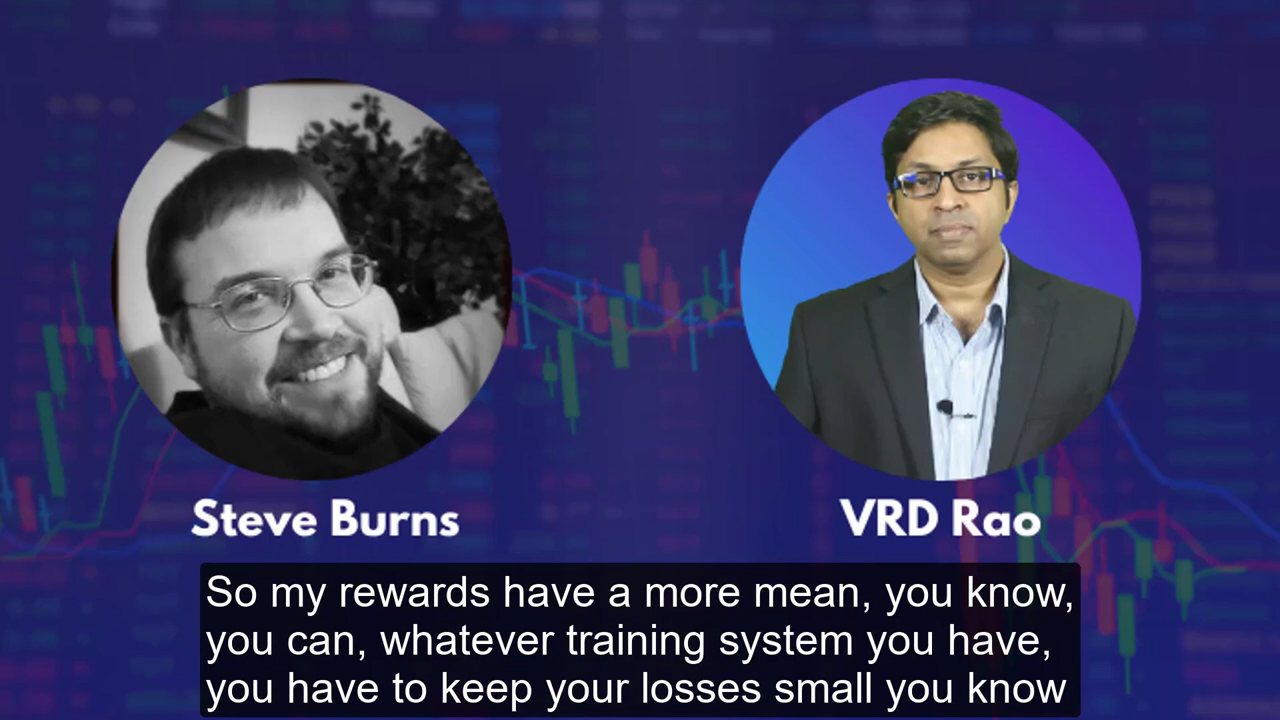 Steve Burns
VRD Rao
So my rewards have a more mean, you know,
you can, whatever training system you have,
you have to keep your losses small you know